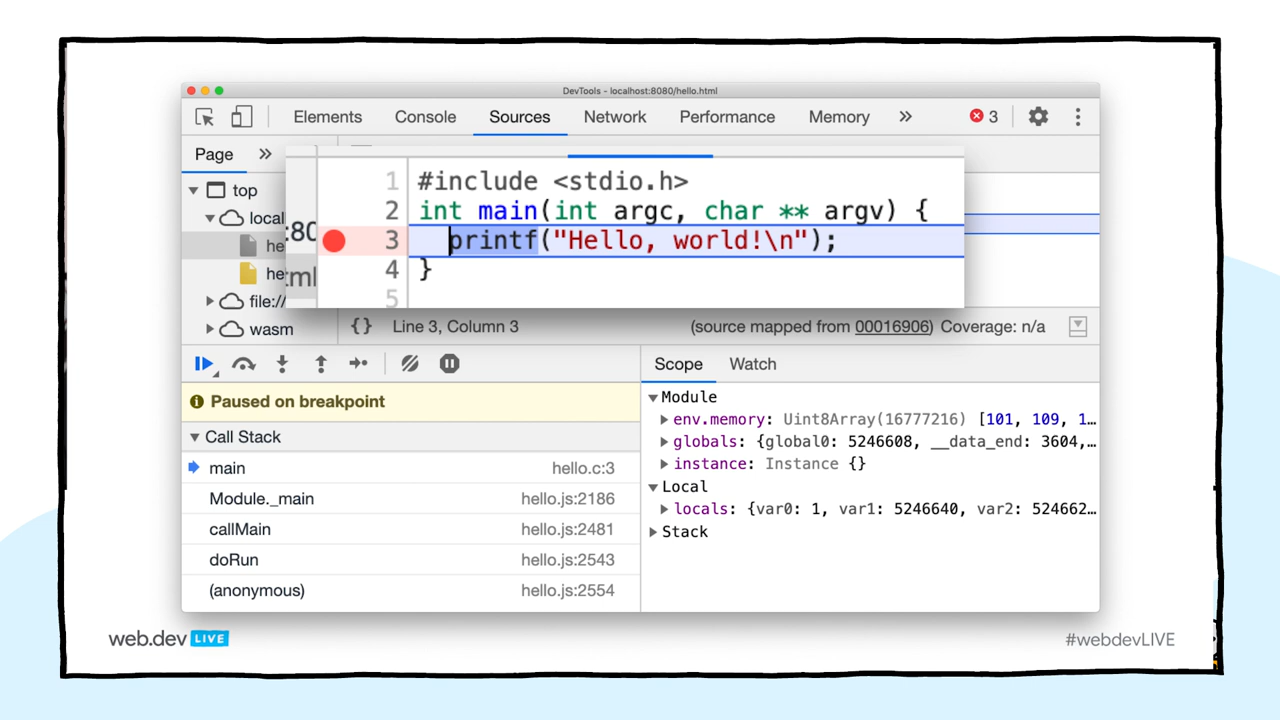 DevTools - localhost:8080/hello.html
Elements Console Sources Network Performance Memory » 3
Page »
top
local
he
he
file://
wasm
:80
tml
1 #include <stdio.h>
2 int main(int argc, char ** argv) {
3 printf("Hello, world!\n");
4 }
5
{} Line 3, Column 3 (source mapped from 00016906) Coverage: n/a
Paused on breakpoint
Call Stack
main hello.c:3
Module._main hello.js:2186
callMain hello.js:2481
doRun hello.js:2543
(anonymous) hello.js:2554
Scope Watch
Module
env.memory: Uint8Array(16777216) [101, 109, 1…
globals: {global0: 5246608, __data_end: 3604,…
instance: Instance {}
Local
locals: {var0: 1, var1: 5246640, var2: 524662…
Stack
web.dev LIVE
#webdevLIVE